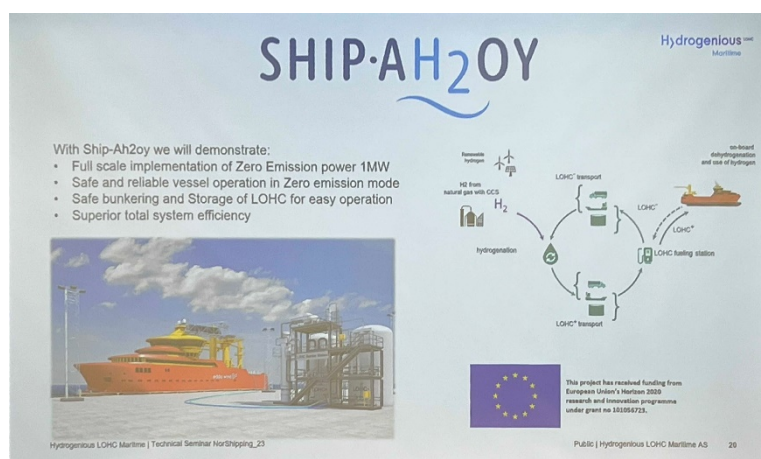 SHIP·AH2OY
Hydrogenious LOHC
Maritime
With Ship-Ah2oy we will demonstrate:
• Full scale implementation of Zero Emission power 1MW
• Safe and reliable vessel operation in Zero emission mode
• Safe bunkering and Storage of LOHC for easy operation
• Superior total system efficiency
Renewable
hydrogen
H2 from
natural gas with CCS
H2
hydrogenation
LOHC⁻ transport
on-board
dehydrogenation
and use of hydrogen
LOHC⁻
LOHC⁺
LOHC fueling station
LOHC⁺ transport
This project has received funding from
European Union's Horizon 2020
research and innovation programme
under grant no 101056723.
Hydrogenious LOHC Maritime | Technical Seminar NorShipping_23
Public | Hydrogenious LOHC Maritime AS 20